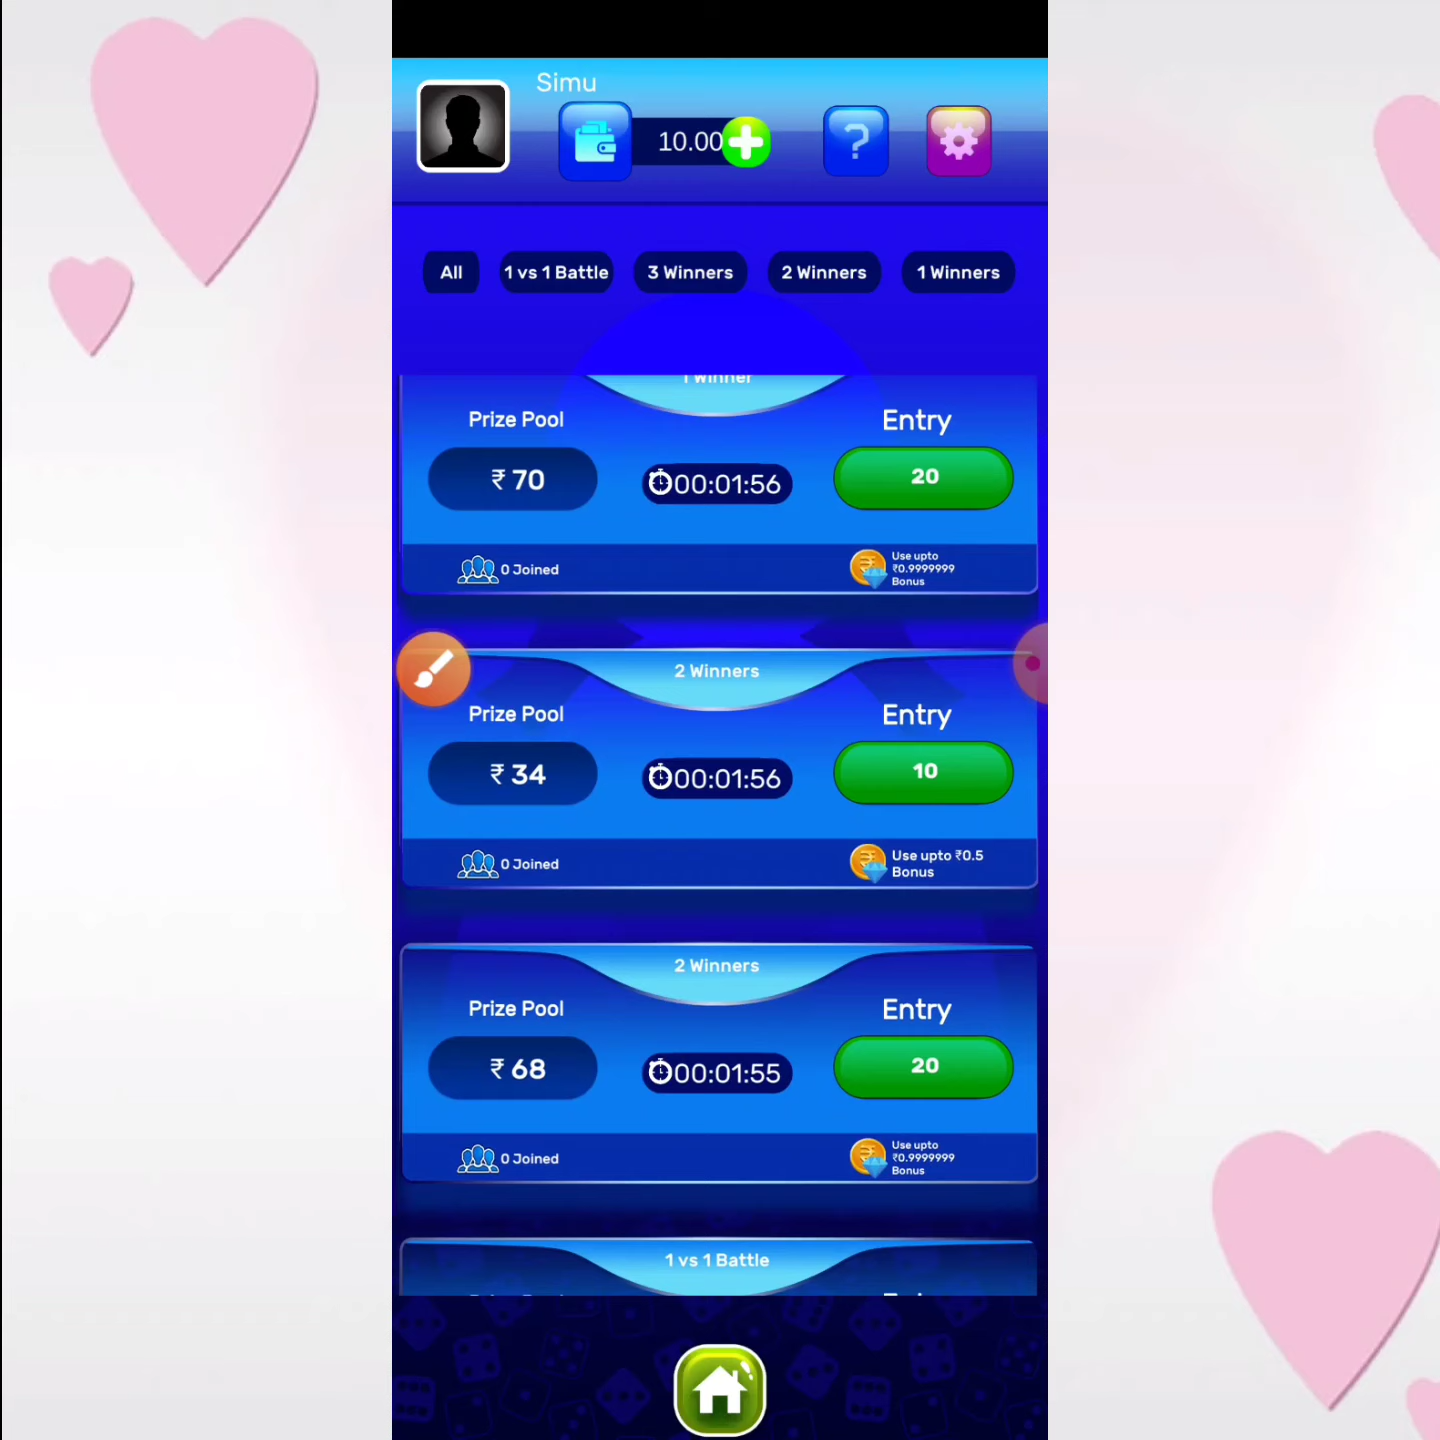 Simu
10.00
?
All
1 vs 1 Battle
3 Winners
2 Winners
1 Winners
1 Winner
Prize Pool
Entry
₹ 70
00:01:56
20
0 Joined
Use upto
₹0.9999999
Bonus
2 Winners
Prize Pool
Entry
₹ 34
00:01:56
10
0 Joined
Use upto ₹0.5
Bonus
2 Winners
Prize Pool
Entry
₹ 68
00:01:55
20
0 Joined
Use upto
₹0.9999999
Bonus
1 vs 1 Battle